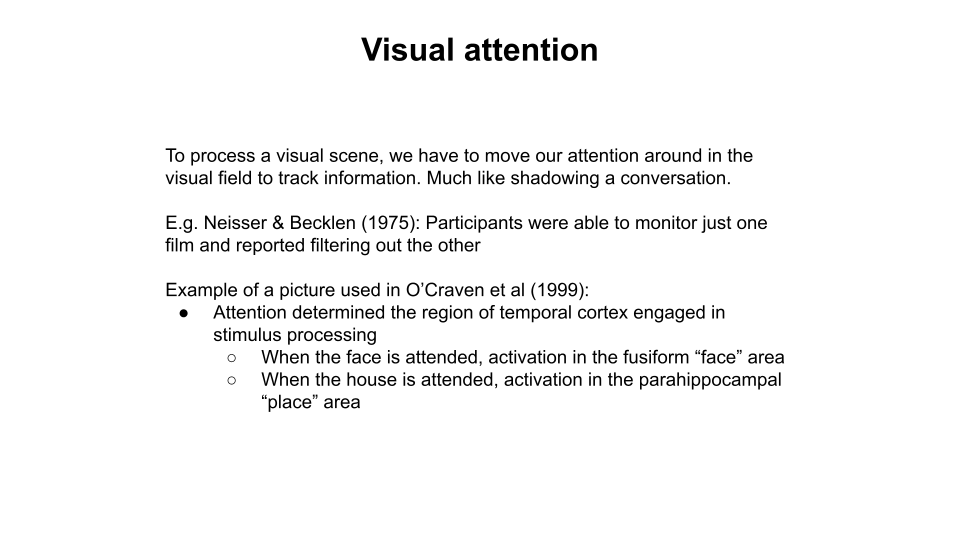 Visual attention
To process a visual scene, we have to move our attention around in the
visual field to track information. Much like shadowing a conversation.
E.g. Neisser & Becklen (1975): Participants were able to monitor just one
film and reported filtering out the other
Example of a picture used in O’Craven et al (1999):
● Attention determined the region of temporal cortex engaged in
stimulus processing
○ When the face is attended, activation in the fusiform “face” area
○ When the house is attended, activation in the parahippocampal
“place” area